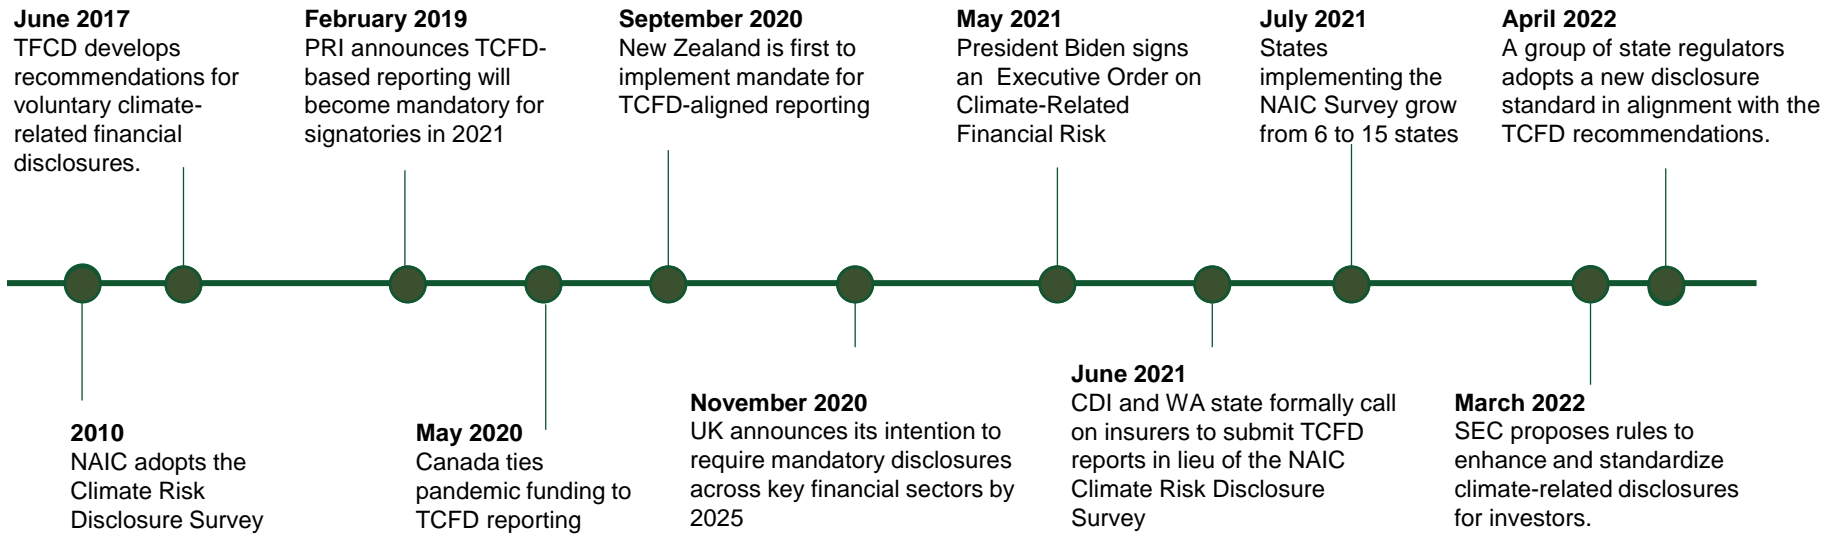 June 2017
TFCD develops
recommendations for
voluntary climate-
related financial
disclosures.
February 2019
PRI announces TCFD-
based reporting will
become mandatory for
signatories in 2021
September 2020
New Zealand is first to
implement mandate for
TCFD-aligned reporting
May 2021
President Biden signs
an Executive Order on
Climate-Related
Financial Risk
July 2021
States
implementing the
NAIC Survey grow
from 6 to 15 states
April 2022
A group of state regulators
adopts a new disclosure
standard in alignment with the
TCFD recommendations.
2010
NAIC adopts the
Climate Risk
Disclosure Survey
May 2020
Canada ties
pandemic funding to
TCFD reporting
November 2020
UK announces its intention to
require mandatory disclosures
across key financial sectors by
2025
June 2021
CDI and WA state formally call
on insurers to submit TCFD
reports in lieu of the NAIC
Climate Risk Disclosure
Survey
March 2022
SEC proposes rules to
enhance and standardize
climate-related disclosures
for investors.